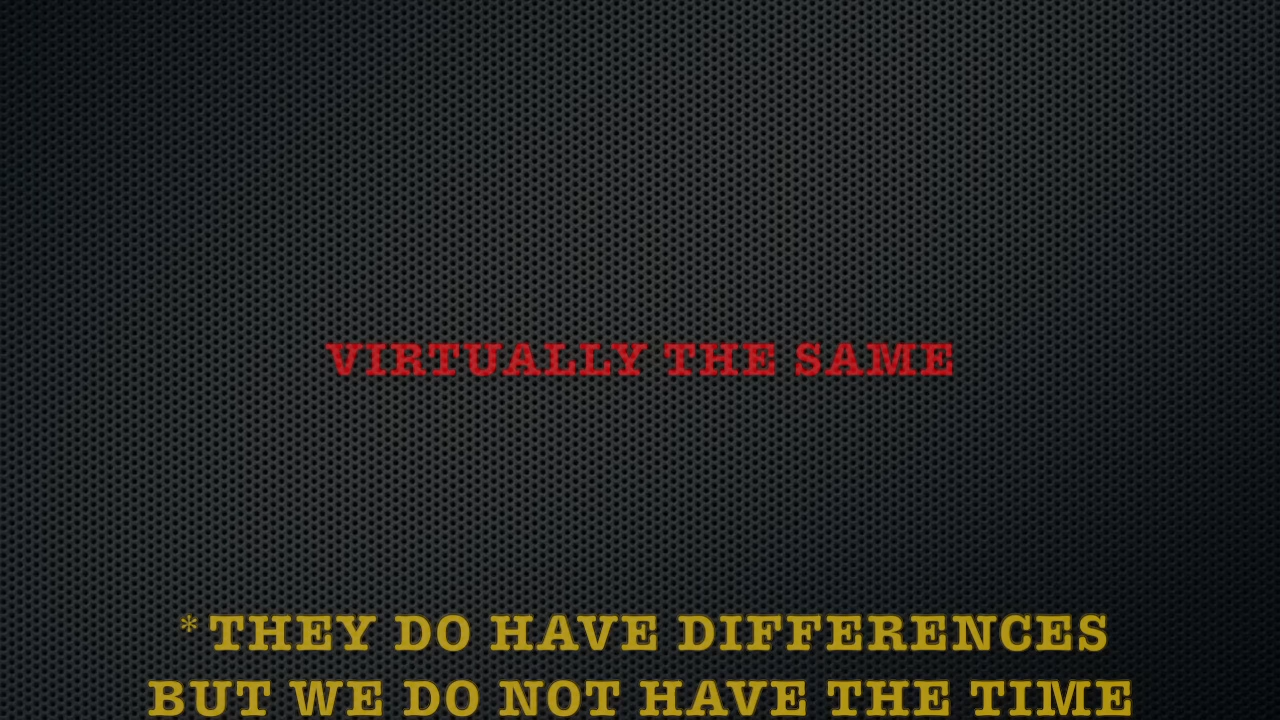 VIRTUALLY THE SAME
*THEY DO HAVE DIFFERENCES
BUT WE DO NOT HAVE THE TIME